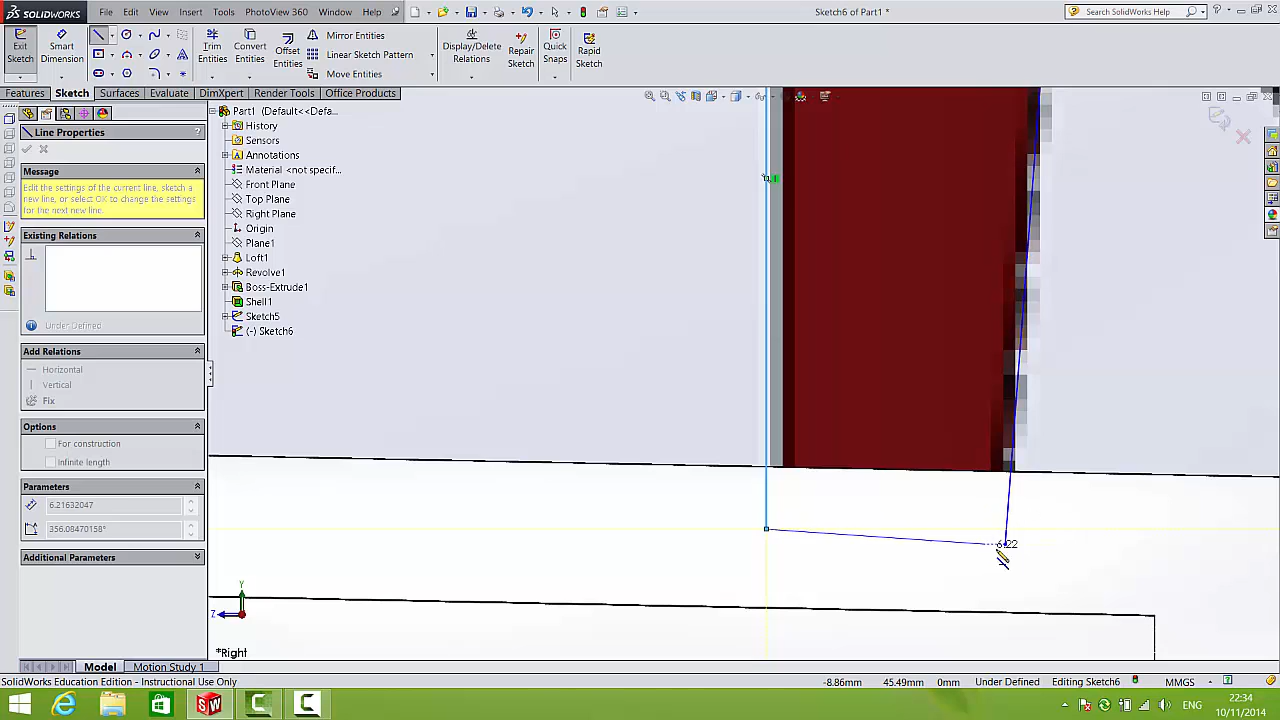 SOLIDWORKS File Edit View Insert Tools PhotoView 360 Window Help Sketch6 of Part1 * Search SolidWorks Help
Exit Sketch
Smart Dimension
Trim Entities
Convert Entities
Offset Entities
Mirror Entities
Linear Sketch Pattern
Move Entities
Display/Delete Relations
Repair Sketch
Quick Snaps
Rapid Sketch
Features Sketch Surfaces Evaluate DimXpert Render Tools Office Products
Line Properties ?
Message
Edit the settings of the current line, sketch a
new line, or select OK to change the settings
for the next new line.
Existing Relations
Under Defined
Add Relations
Horizontal
Vertical
Fix
Options
For construction
Infinite length
Parameters
6.21632047
356.08470158°
Additional Parameters
Part1 (Default<<Defa...
History
Sensors
Annotations
Material <not specif...
Front Plane
Top Plane
Right Plane
Origin
Plane1
Loft1
Revolve1
Boss-Extrude1
Shell1
Sketch5
(-) Sketch6
6.22
Y
Z
*Right
Model Motion Study 1
SolidWorks Education Edition - Instructional Use Only -8.86mm 45.49mm 0mm Under Defined Editing Sketch6 MMGS
ENG 22:34
10/11/2014